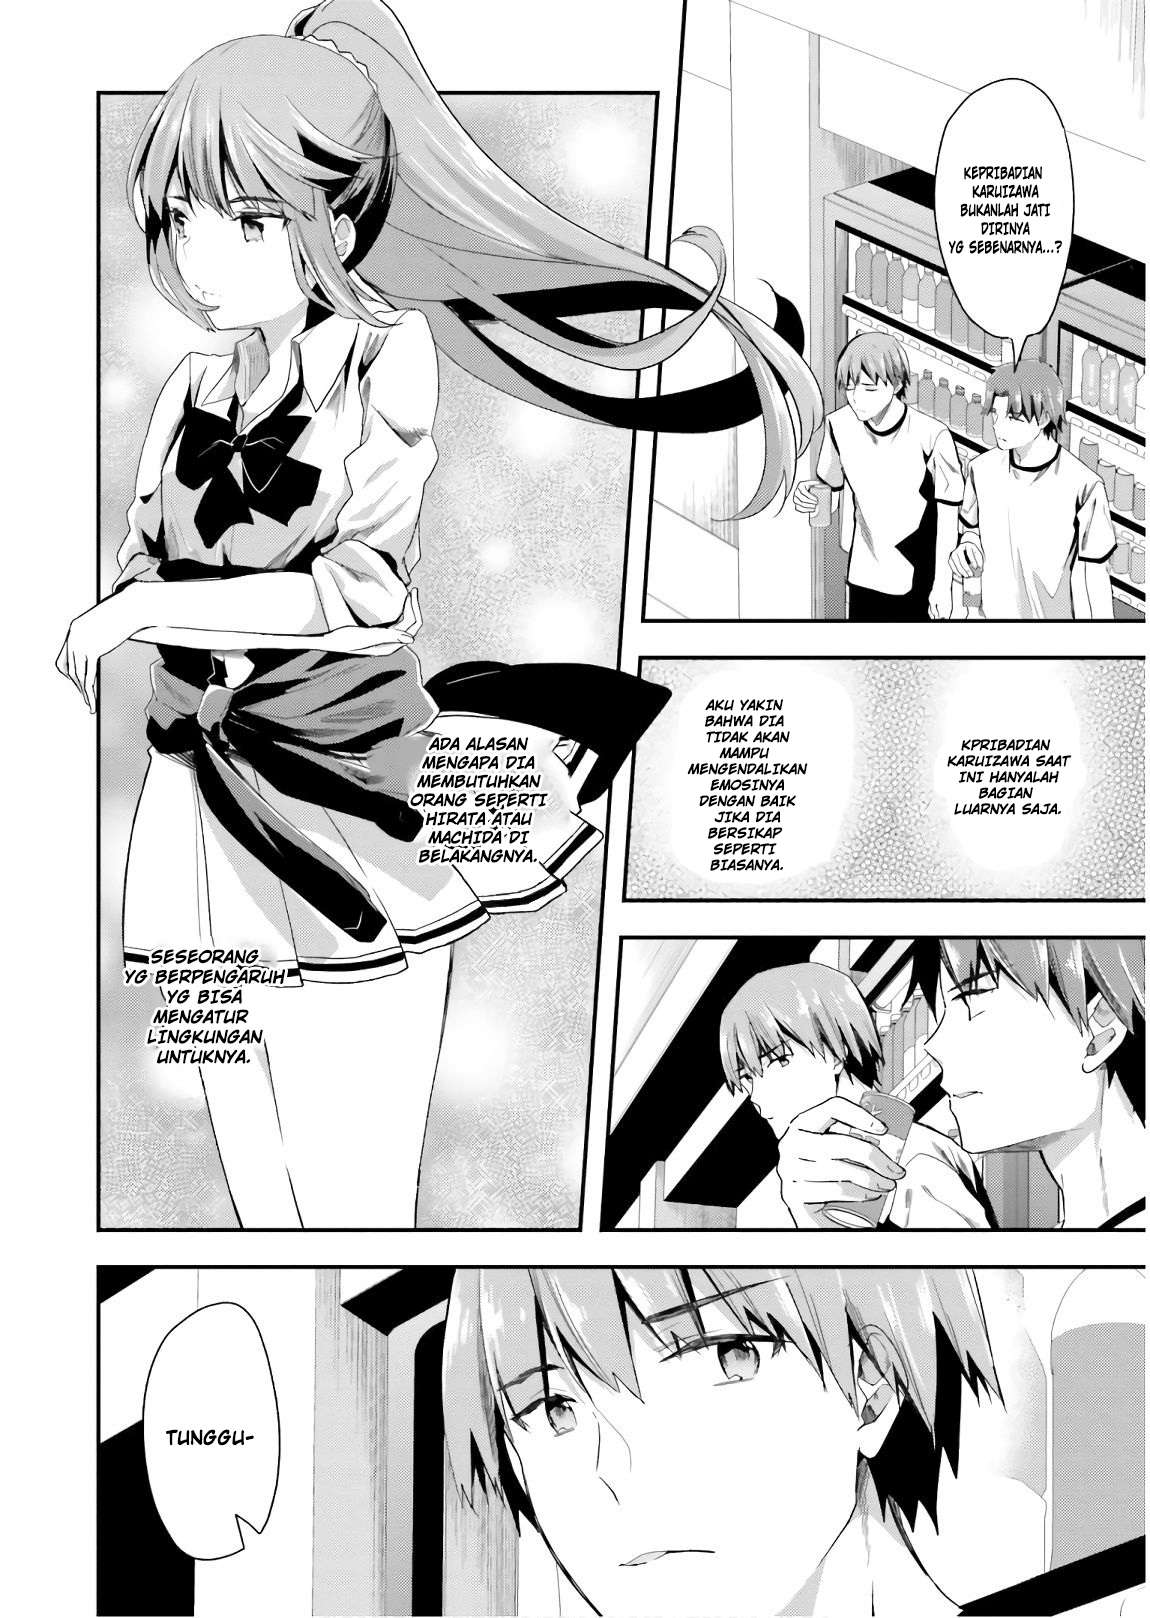 KEPRIBADIAN
KARUIZAWA
BUKANLAH JATI
DIRINYA
YG SEBENARNYA...?
KPRIBADIAN
KARUIZAWA SAAT
INI HANYALAH
BAGIAN
LUARNYA SAJA.
AKU YAKIN
BAHWA DIA
TIDAK AKAN
MAMPU
MENGENDALIKAN
EMOSINYA
DENGAN BAIK
JIKA DIA
BERSIKAP
SEPERTI
BIASANYA.
ADA ALASAN
MENGAPA DIA
MEMBUTUHKAN
ORANG SEPERTI
HIRATA ATAU
MACHIDA DI
BELAKANGNYA.
SESEORANG
YG BERPENGARUH
YG BISA
MENGATUR
LINGKUNGAN
UNTUKNYA.
TUNGGU-